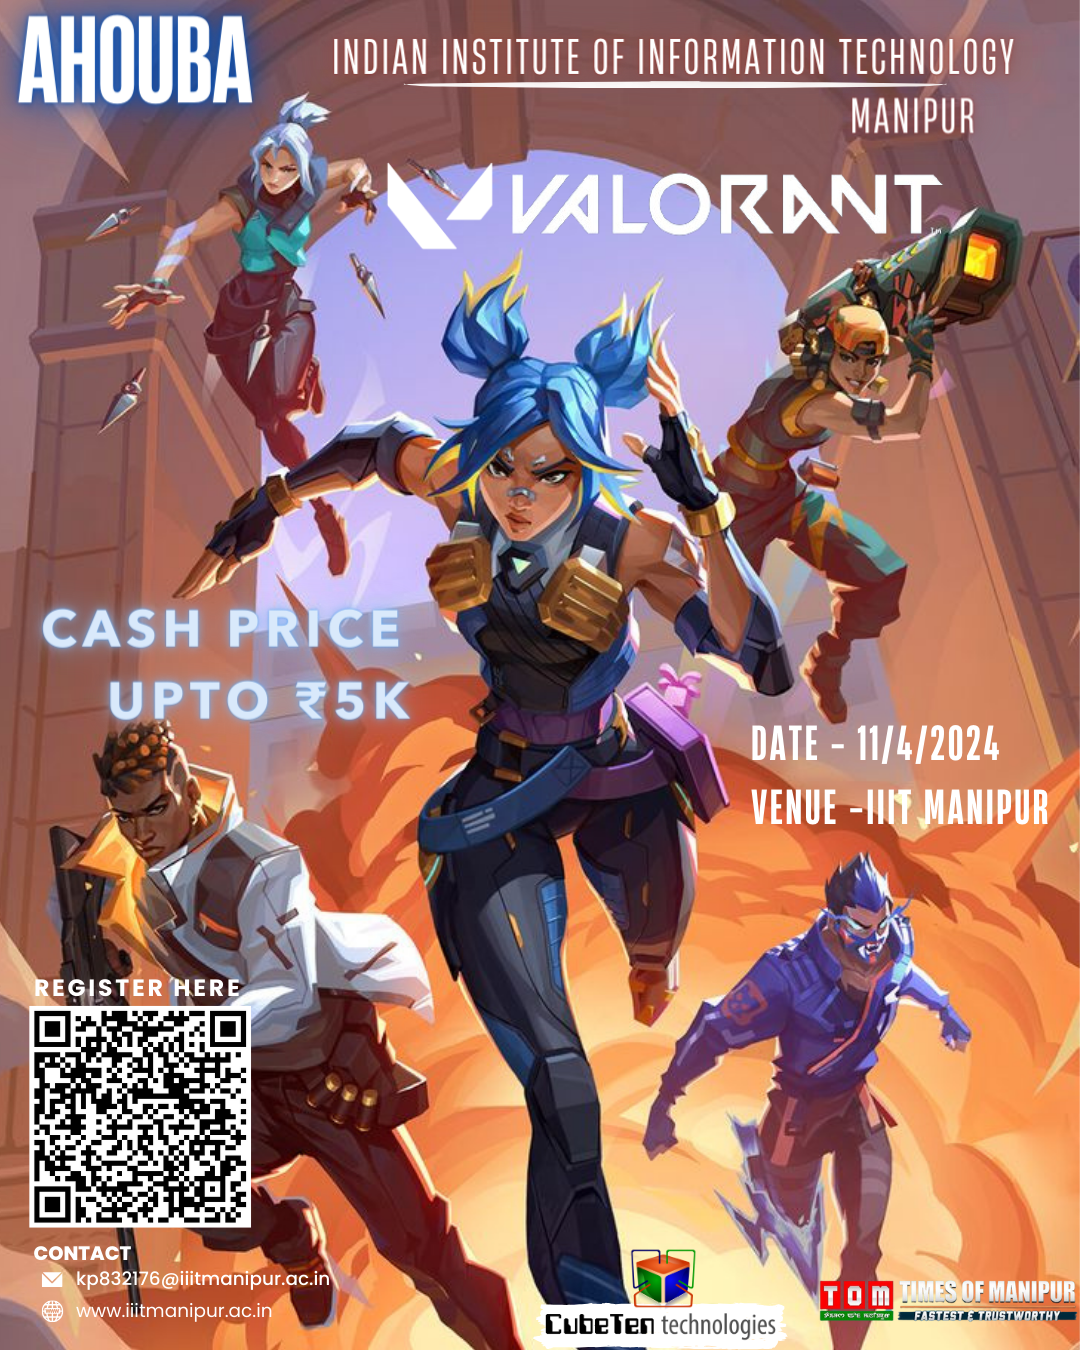 AHOUBA
INDIAN INSTITUTE OF INFORMATION TECHNOLOGY
MANIPUR
VALORANT
TM
CASH PRICE
UPTO ₹5K
DATE - 11/4/2024
VENUE -IIIT MANIPUR
REGISTER HERE
CONTACT
kp832176@iiitmanipur.ac.in
www.iiitmanipur.ac.in
CubeTen technologies
TOM TIMES OF MANIPUR
FASTEST & TRUSTWORTHY